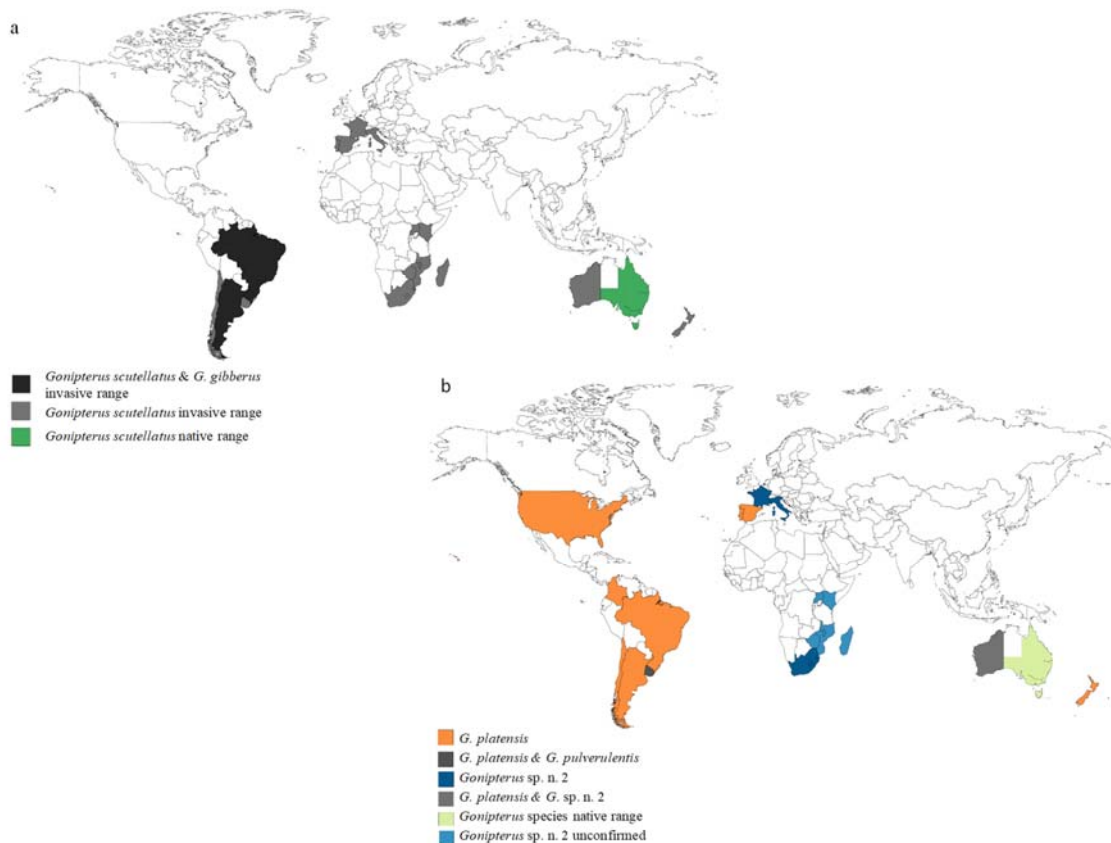 a
Gonipterus scutellatus & G. gibberus
invasive range
Gonipterus scutellatus invasive range
Gonipterus scutellatus native range
b
G. platensis
G. platensis & G. pulverulentis
Gonipterus sp. n. 2
G. platensis & G. sp. n. 2
Gonipterus species native range
Gonipterus sp. n. 2 unconfirmed